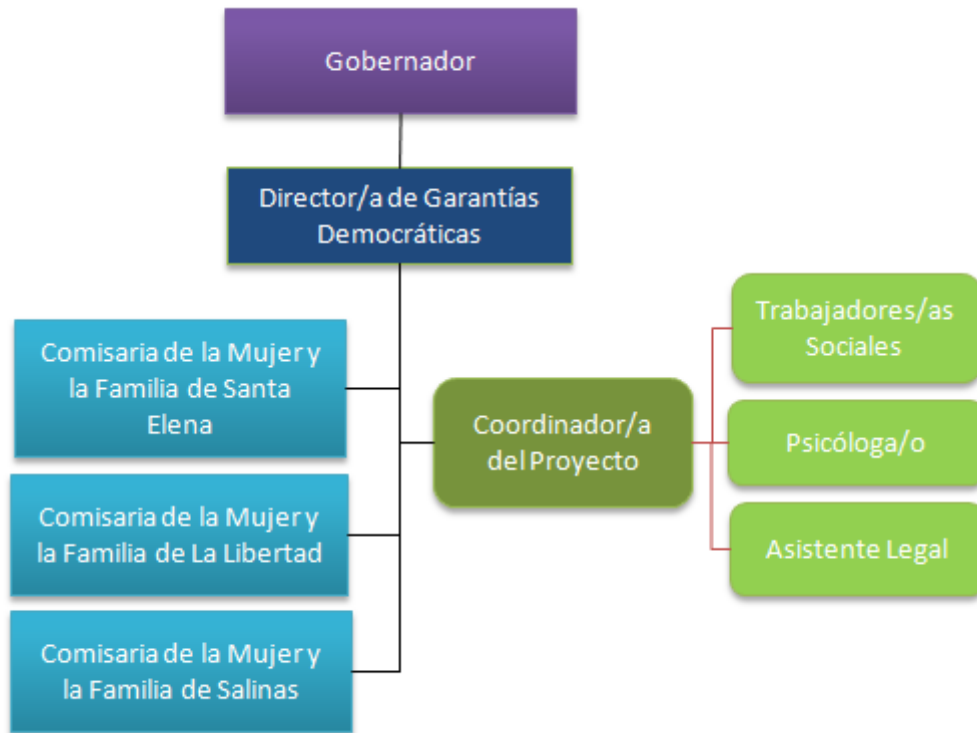 Gobernador
Director/a de Garantías
Democráticas
Comisaria de la Mujer y
la Familia de Santa
Elena
Comisaria de la Mujer y
la Familia de La Libertad
Comisaria de la Mujer y
la Familia de Salinas
Coordinador/a
del Proyecto
Trabajadores/as
Sociales
Psicóloga/o
Asistente Legal